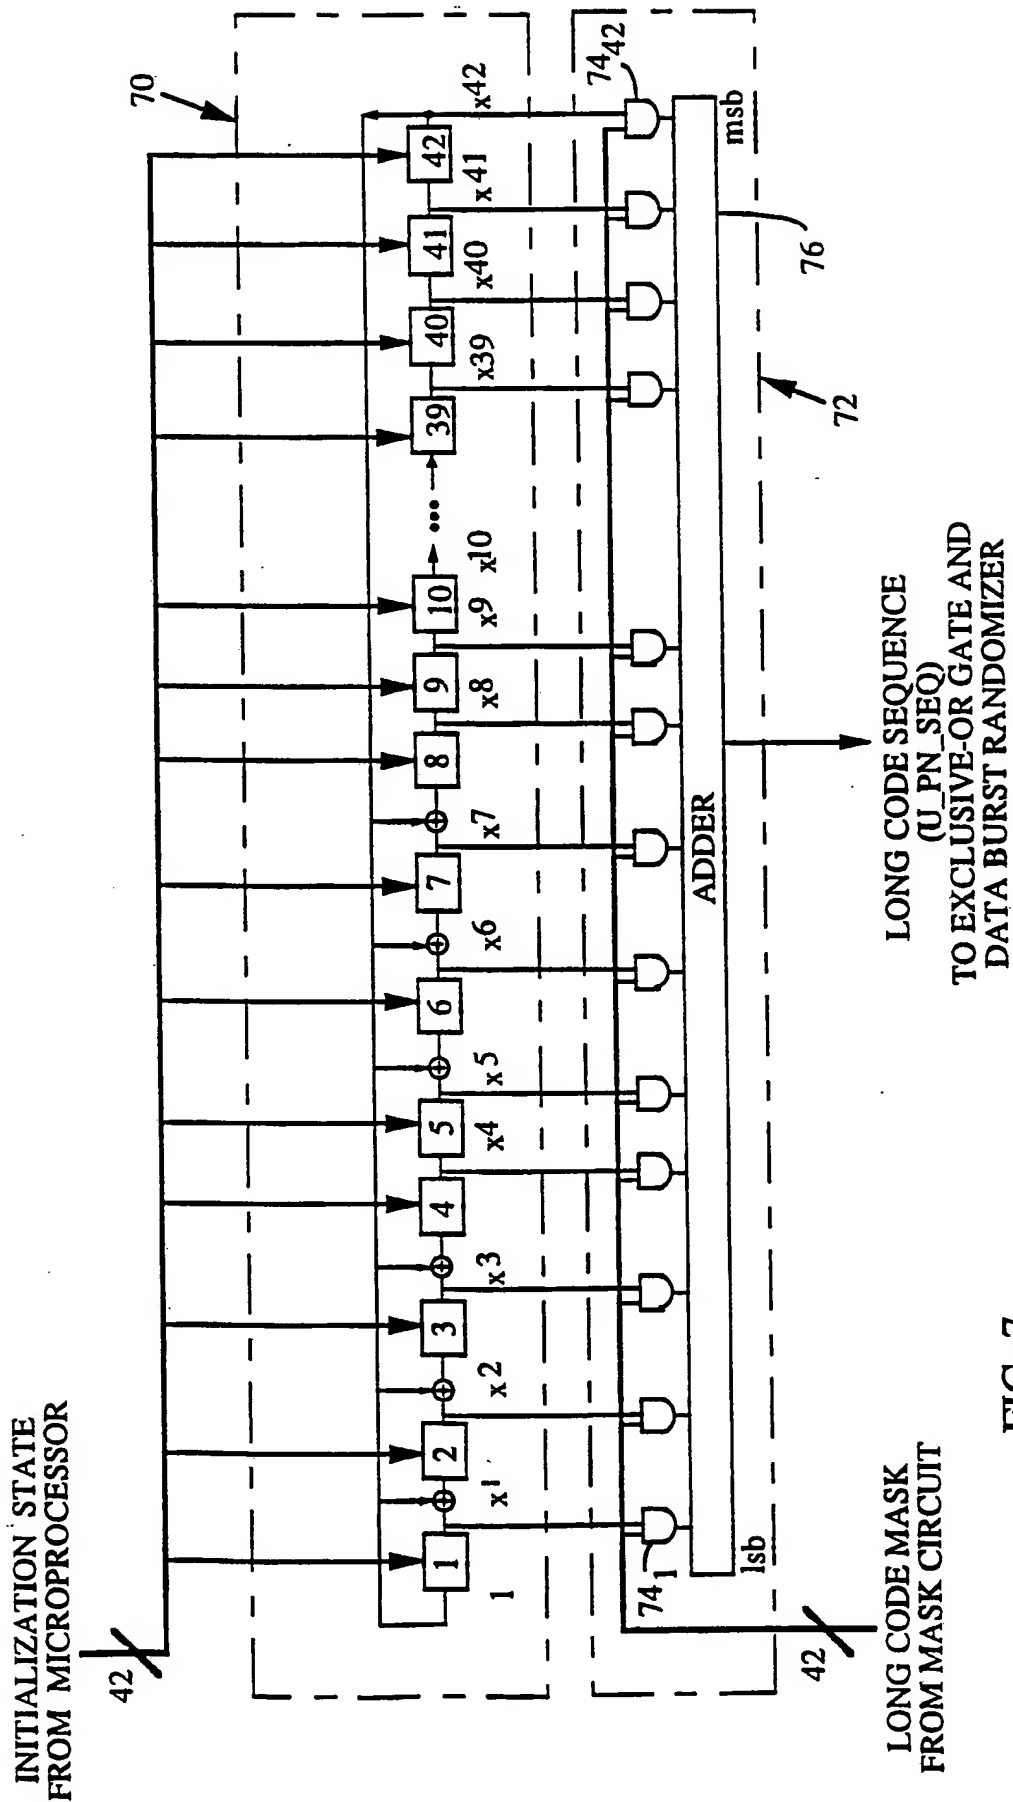 INITIALIZATION STATE
FROM MICROPROCESSOR
42
70
1 2 3 4 5 6 7 8 9 10 ... 39 40 41 42
1 x1 x2 x3 x4 x5 x6 x7 x8 x9 x10 x39 x40 x41 x42
74 1
74 42
lsb
ADDER
msb
76
72
42
LONG CODE MASK
FROM MASK CIRCUIT
LONG CODE SEQUENCE
(U_PN_SEQ)
TO EXCLUSIVE-OR GATE AND
DATA BURST RANDOMIZER
FIG. 7